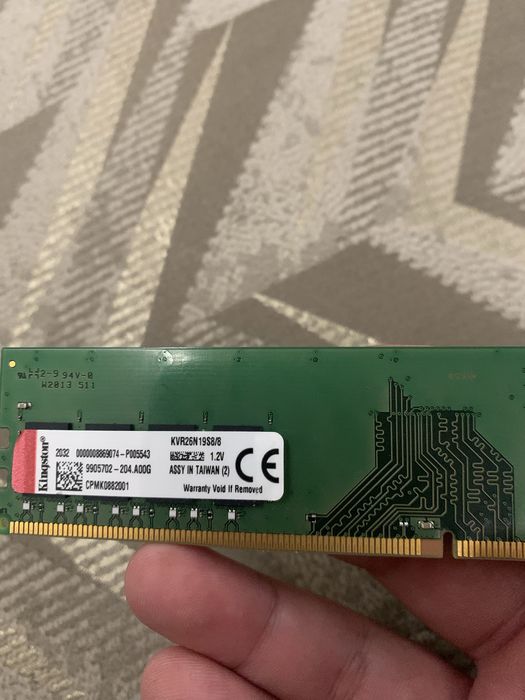 2-9 94V-0
W2013 511
Kingston
2032 0000008869074-P005543
9905702-204.A00G
CPMK0882001
KVR26N19S8/8
1.2V
ASSY IN TAIWAN (2)
Warranty Void If Removed
CE